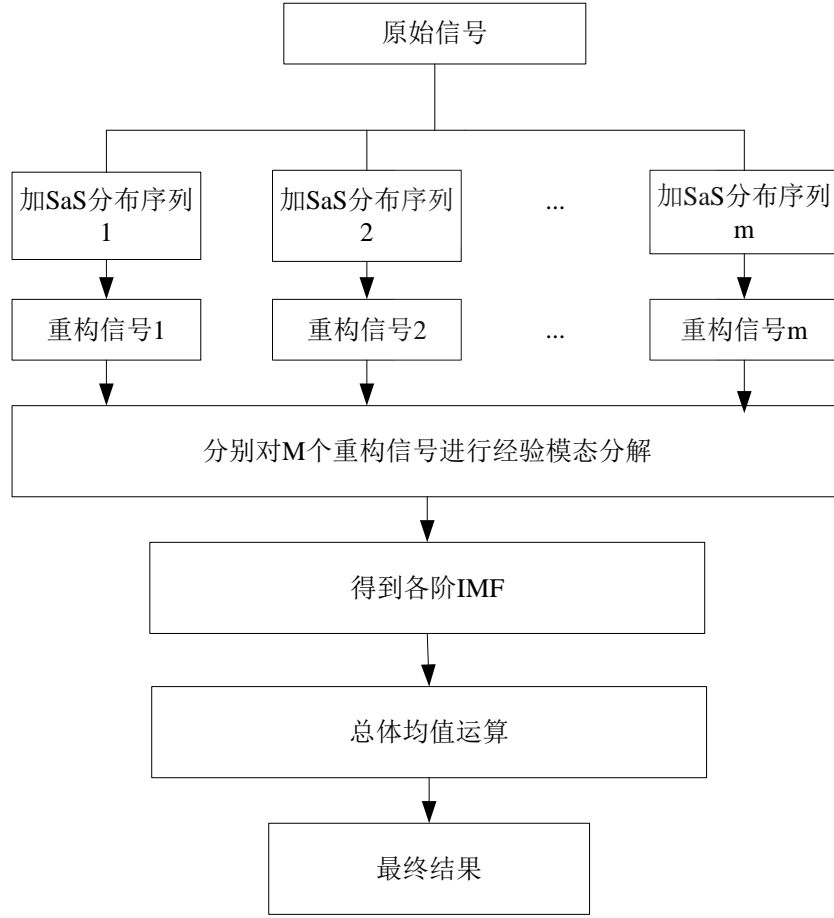 原始信号
加SaS分布序列
1
加SaS分布序列
2
...
加SaS分布序列
m
重构信号1
重构信号2
...
重构信号m
分别对M个重构信号进行经验模态分解
得到各阶IMF
总体均值运算
最终结果